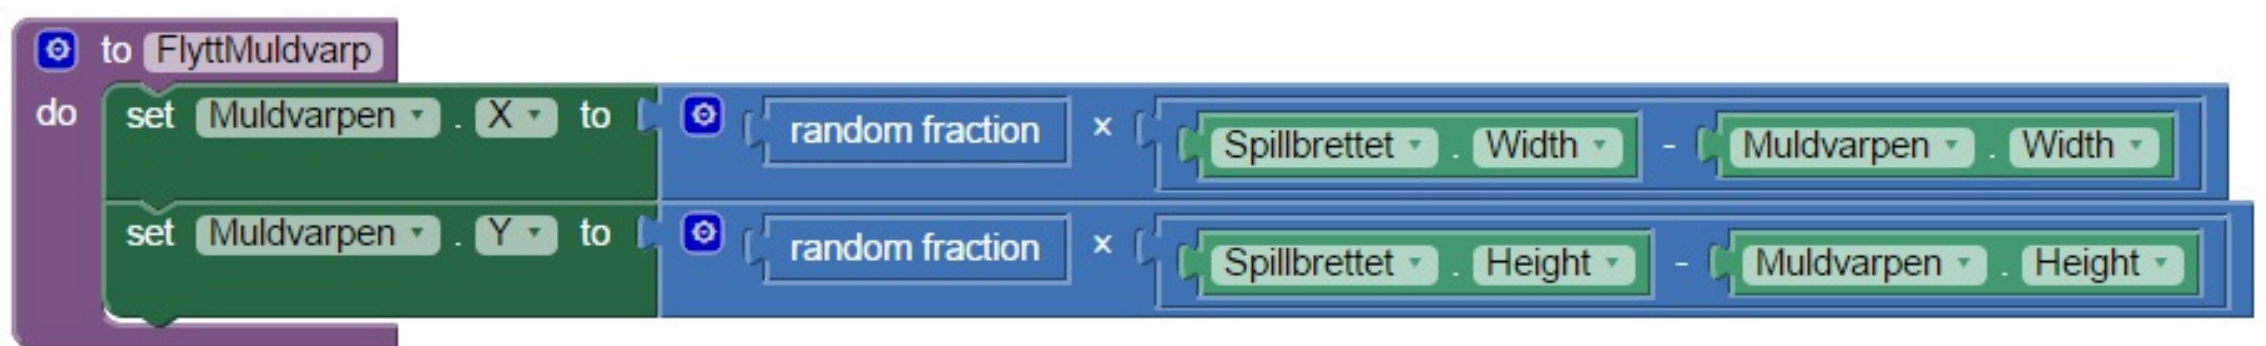 to FlyttMuldvarp
do set Muldvarpen . X to random fraction × Spillbrettet . Width - Muldvarpen . Width
set Muldvarpen . Y to random fraction × Spillbrettet . Height - Muldvarpen . Height